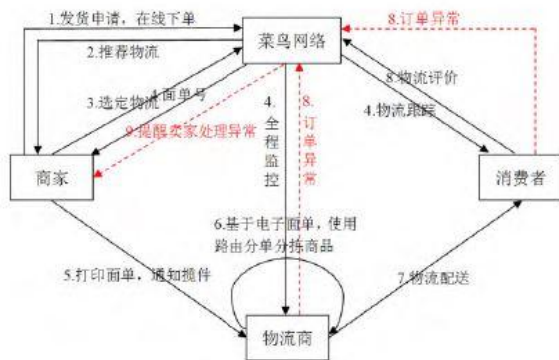 1.发货申请，在线下单
8.订单异常
菜鸟网络
2.推荐物流
8.物流评价
3.选定物流
4.面单号
4.全程监控
8.订单异常
4.物流跟踪
9.提醒卖家处理异常
商家
消费者
6.基于电子面单，使用
路由分单分拣商品
5.打印面单，通知揽件
7.物流配送
物流商